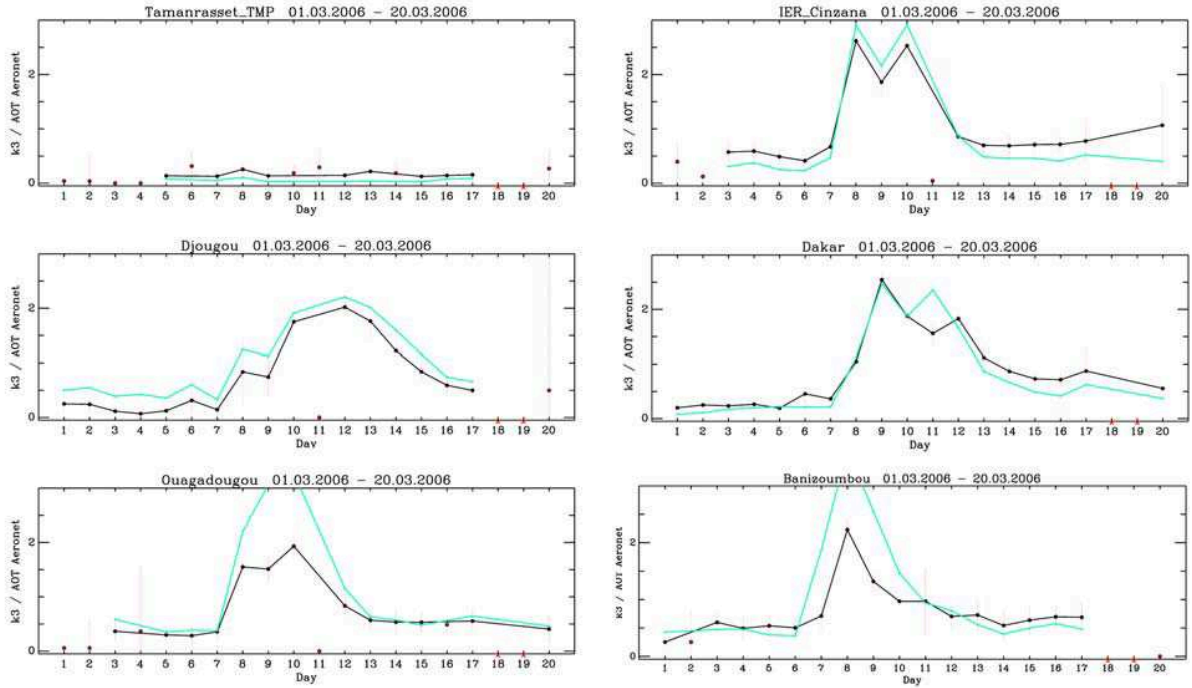 Tamanrasset_TMP 01.03.2006 – 20.03.2006
k3 / AOT Aeronet
2
0
1 2 3 4 5 6 7 8 9 10 11 12 13 14 15 16 17 18 19 20
Day
IER_Cinzana 01.03.2006 – 20.03.2006
k3 / AOT Aeronet
2
0
1 2 3 4 5 6 7 8 9 10 11 12 13 14 15 16 17 18 19 20
Day
Djougou 01.03.2006 – 20.03.2006
k3 / AOT Aeronet
2
0
1 2 3 4 5 6 7 8 9 10 11 12 13 14 15 16 17 18 19 20
Day
Dakar 01.03.2006 – 20.03.2006
k3 / AOT Aeronet
2
0
1 2 3 4 5 6 7 8 9 10 11 12 13 14 15 16 17 18 19 20
Day
Ouagadougou 01.03.2006 – 20.03.2006
k3 / AOT Aeronet
2
0
1 2 3 4 5 6 7 8 9 10 11 12 13 14 15 16 17 18 19 20
Day
Banizoumbou 01.03.2006 – 20.03.2006
k3 / AOT Aeronet
2
0
1 2 3 4 5 6 7 8 9 10 11 12 13 14 15 16 17 18 19 20
Day